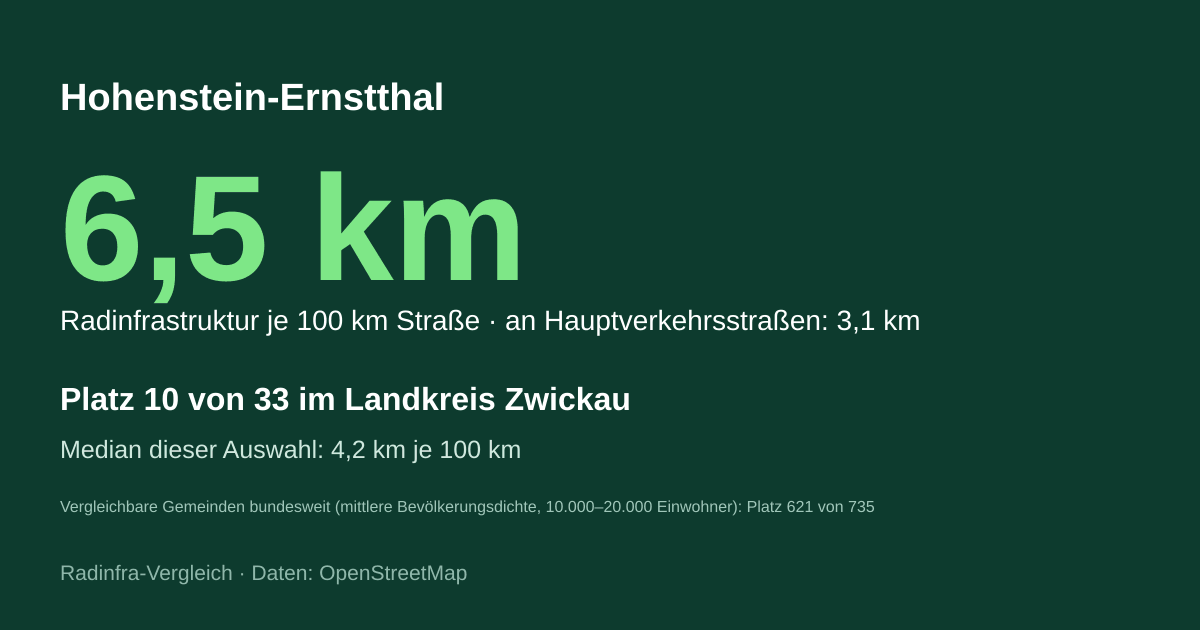 Hohenstein-Ernstthal
6,5 km
Radinfrastruktur je 100 km Straße · an Hauptverkehrsstraßen: 3,1 km
Platz 10 von 33 im Landkreis Zwickau
Median dieser Auswahl: 4,2 km je 100 km
Vergleichbare Gemeinden bundesweit (mittlere Bevölkerungsdichte, 10.000–20.000 Einwohner): Platz 621 von 735
Radinfra-Vergleich · Daten: OpenStreetMap